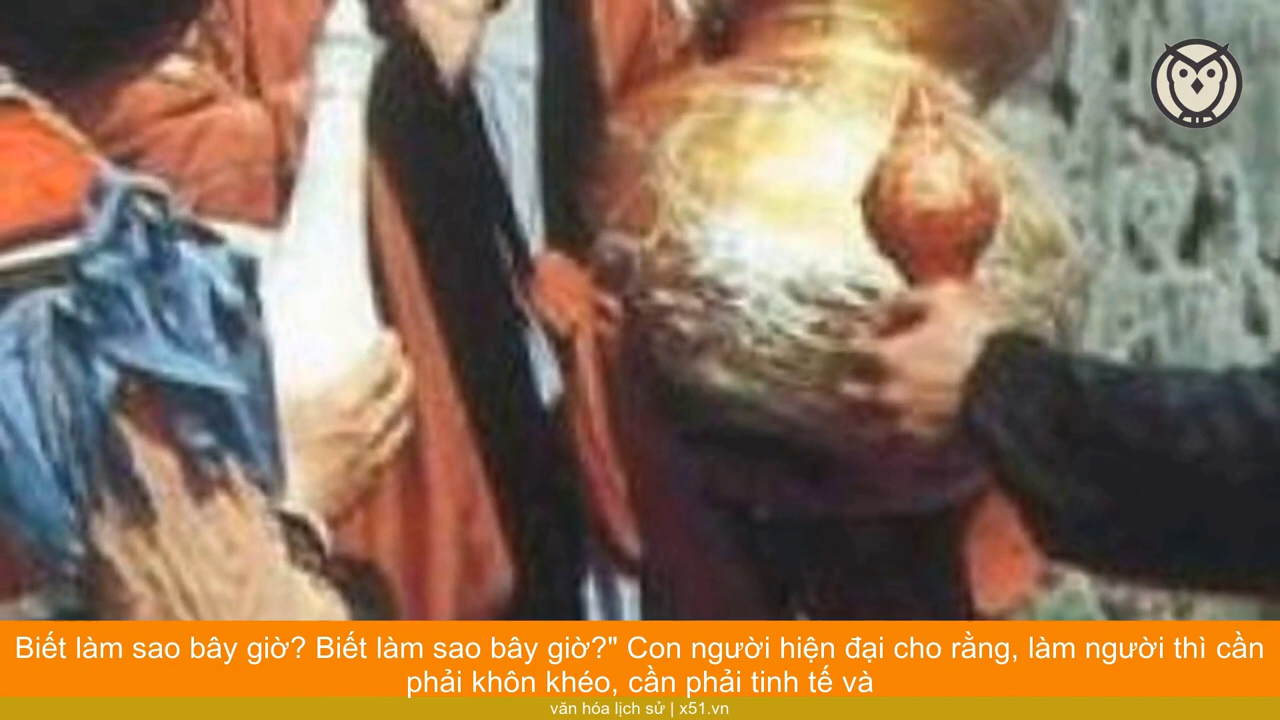 Biết làm sao bây giờ? Biết làm sao bây giờ?" Con người hiện đại cho rằng, làm người thì cần
phải khôn khéo, cần phải tinh tế và
văn hóa lịch sử | x51.vn